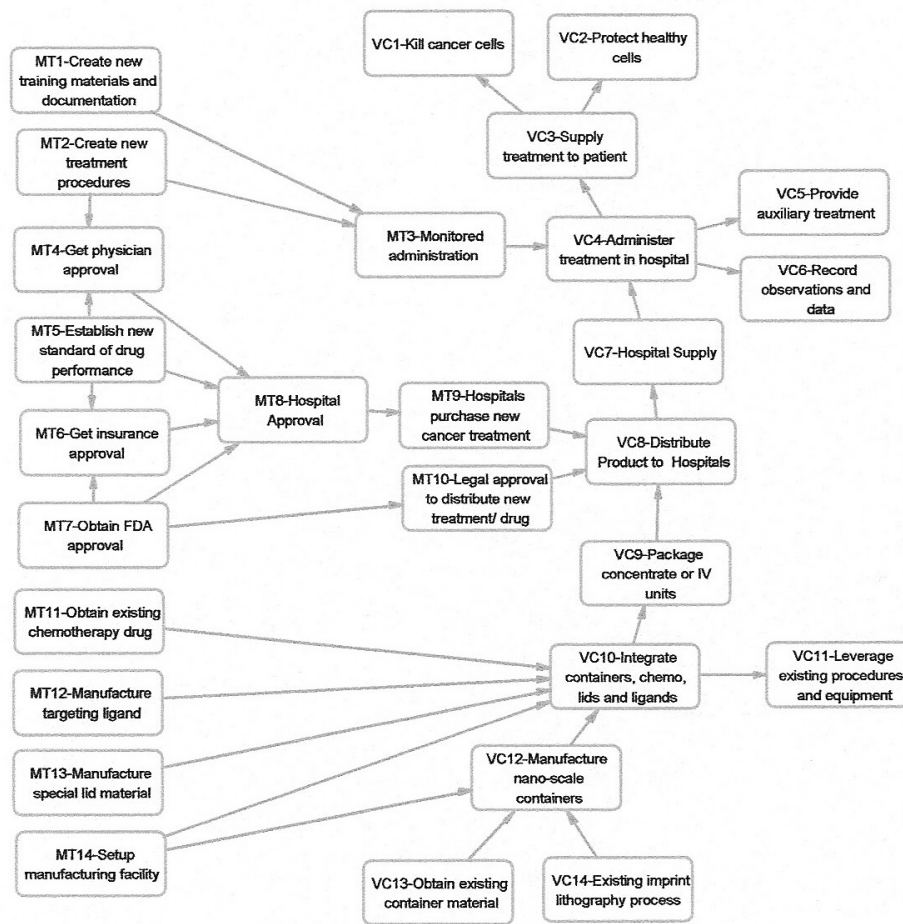 VC1-Kill cancer cells
VC2-Protect healthy
cells
MT1-Create new
training materials and
documentation
VC3-Supply
treatment to patient
MT2-Create new
treatment
procedures
VC5-Provide
auxiliary treatment
MT3-Monitored
administration
VC4-Administer
treatment in hospital
MT4-Get physician
approval
VC6-Record
observations and
data
MT5-Establish new
standard of drug
performance
VC7-Hospital Supply
MT8-Hospital
Approval
MT9-Hospitals
purchase new
cancer treatment
MT6-Get insurance
approval
VC8-Distribute
Product to Hospitals
MT10-Legal approval
to distribute new
treatment/ drug
MT7-Obtain FDA
approval
VC9-Package
concentrate or IV
units
MT11-Obtain existing
chemotherapy drug
VC10-Integrate
containers, chemo,
lids and ligands
VC11-Leverage
existing procedures
and equipment
MT12-Manufacture
targeting ligand
MT13-Manufacture
special lid material
VC12-Manufacture
nano-scale
containers
MT14-Setup
manufacturing facility
VC13-Obtain existing
container material
VC14-Existing imprint
lithography process